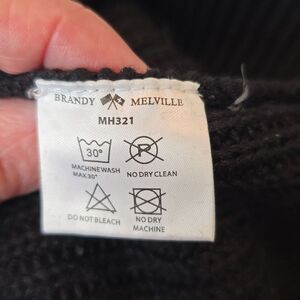 BRANDY MELVILLE
MH321
30°
P
MACHINE WASH
MAX.30°
NO DRY CLEAN
DO NOT BLEACH
NO DRY
MACHINE